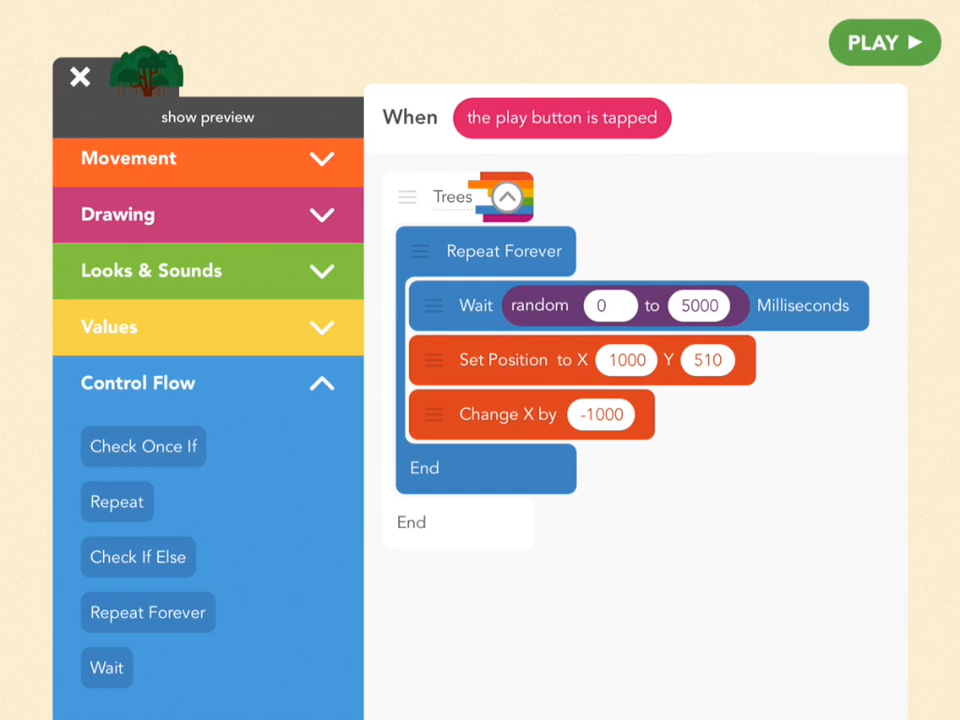 PLAY
show preview
When the play button is tapped
Movement
Drawing
Looks & Sounds
Values
Control Flow
Check Once If
Repeat
Check If Else
Repeat Forever
Wait
Trees
Repeat Forever
Wait random 0 to 5000 Milliseconds
Set Position to X 1000 Y 510
Change X by -1000
End
End